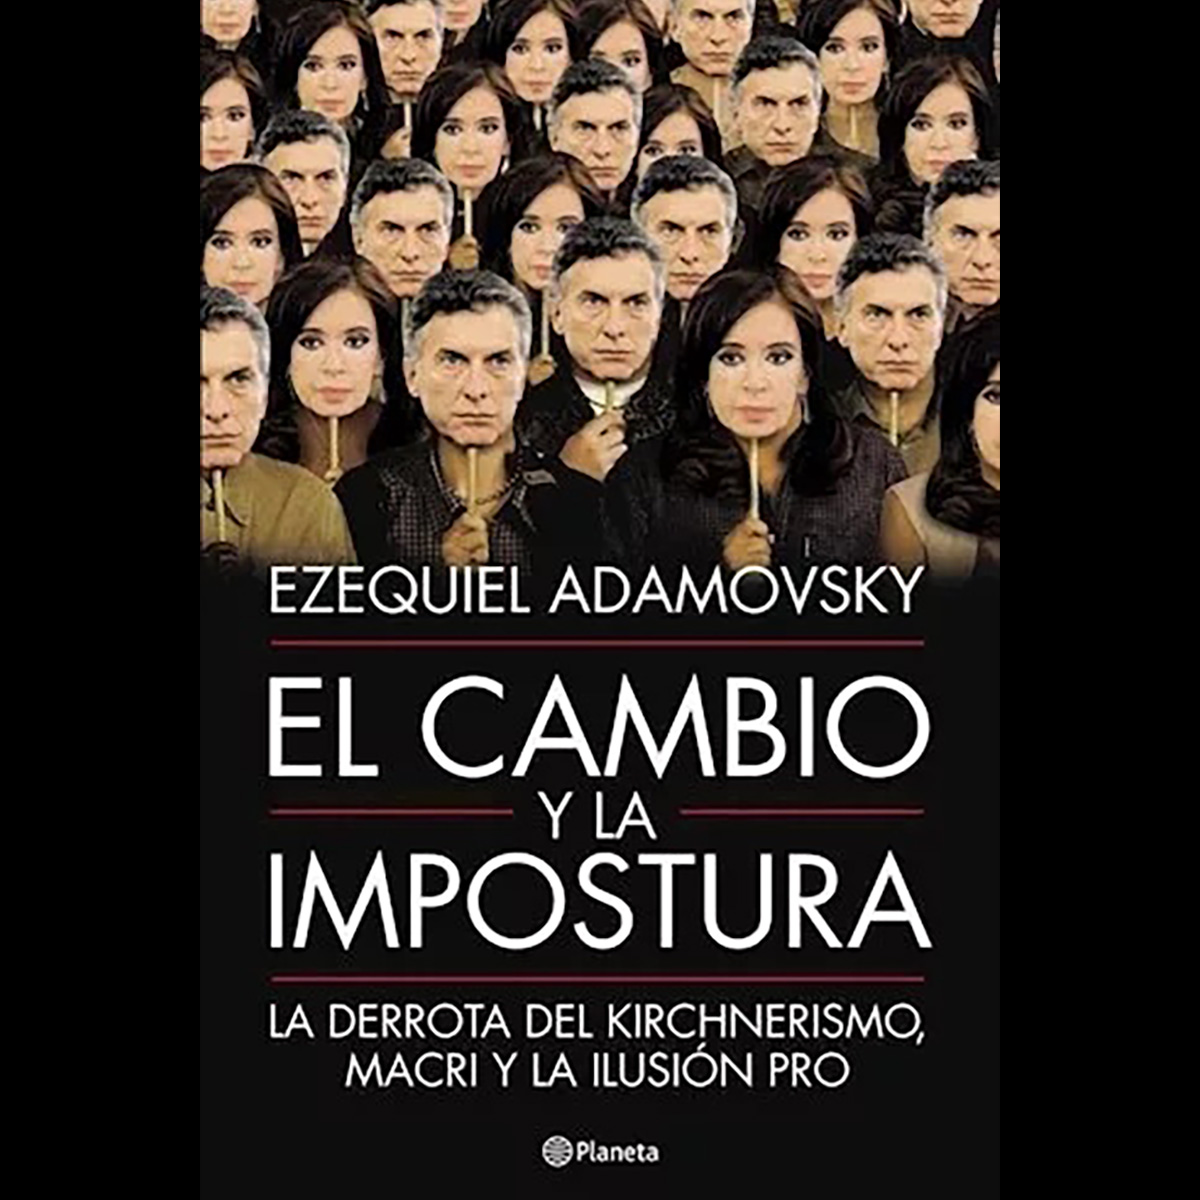 EZEQUIEL ADAMOVSKY
EL CAMBIO
Y LA
IMPOSTURA
LA DERROTA DEL KIRCHNERISMO,
MACRI Y LA ILUSIÓN PRO
Planeta